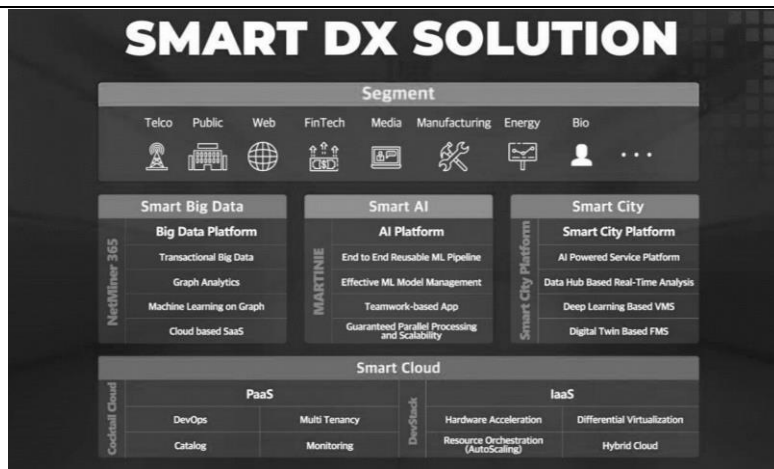 SMART DX SOLUTION
Segment
Telco Public Web FinTech Media Manufacturing Energy Bio
...
Smart Big Data
NetMiner 365
Big Data Platform
Transactional Big Data
Graph Analytics
Machine Learning on Graph
Cloud based SaaS
Smart AI
MARTINIE
AI Platform
End to End Reusable ML Pipeline
Effective ML Model Management
Teamwork-based App
Guaranteed Parallel Processing
and Scalability
Smart City
Smart City Platform
Smart City Platform
AI Powered Service Platform
Data Hub Based Real-Time Analysis
Deep Learning Based VMS
Digital Twin Based FMS
Smart Cloud
Cocktail Cloud
PaaS
DevOps Multi Tenancy
Catalog Monitoring
DevStack
IaaS
Hardware Acceleration Differential Virtualization
Resource Orchestration
(AutoScaling)
Hybrid Cloud